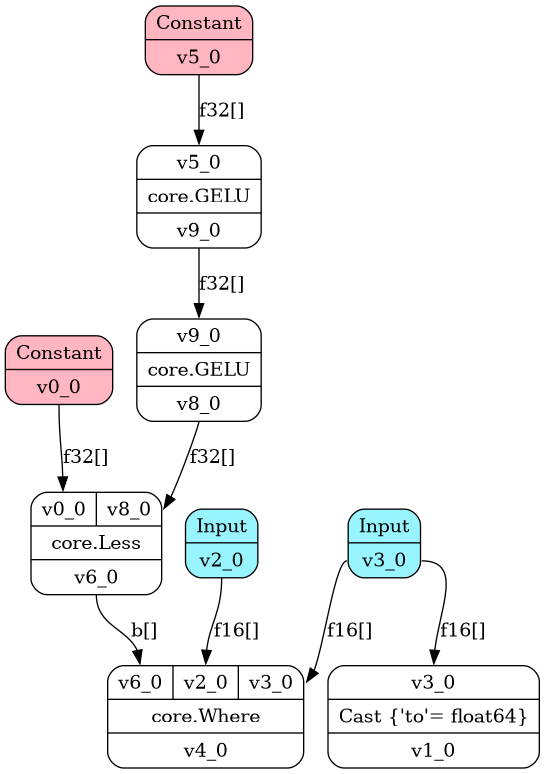 Constant
v5_0
f32[]
v5_0
core.GELU
v9_0
f32[]
v9_0
core.GELU
v8_0
Constant
v0_0
f32[]
f32[]
v0_0 v8_0
core.Less
v6_0
Input
v2_0
Input
v3_0
b[]
f16[]
f16[]
f16[]
v6_0 v2_0 v3_0
core.Where
v4_0
v3_0
Cast {'to'= float64}
v1_0